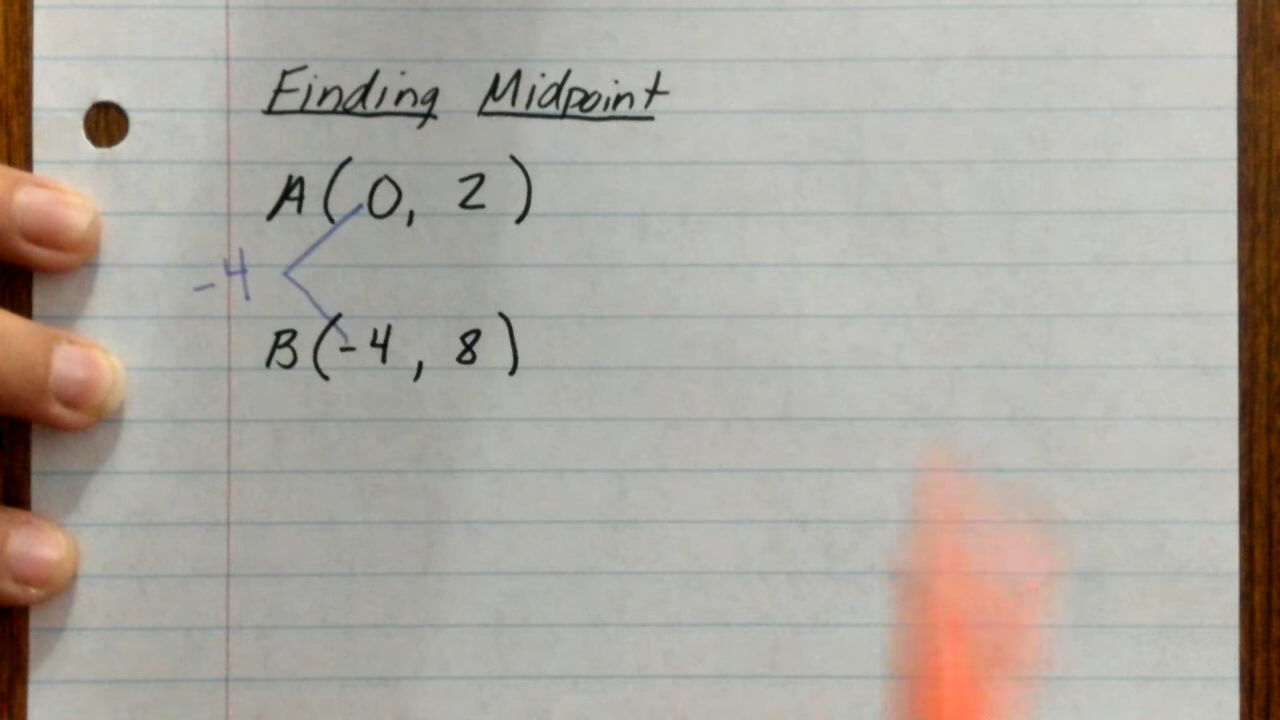 Finding Midpoint
A(0, 2)
-4
B(-4, 8)